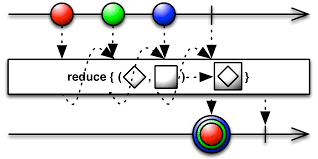 reduce { ( , ) }